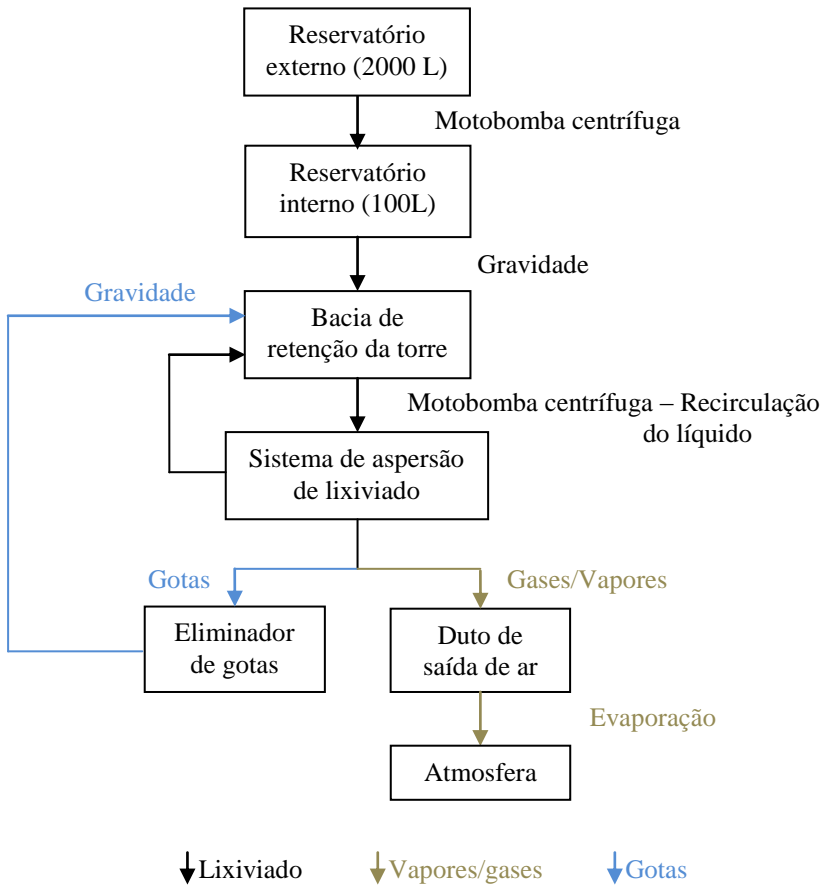 Reservatório
externo (2000 L)
Motobomba centrífuga
Reservatório
interno (100L)
Gravidade
Gravidade
Bacia de
retenção da torre
Motobomba centrífuga – Recirculação
do líquido
Sistema de aspersão
de lixiviado
Gotas
Gases/Vapores
Eliminador
de gotas
Duto de
saída de ar
Evaporação
Atmosfera
Lixiviado
Vapores/gases
Gotas